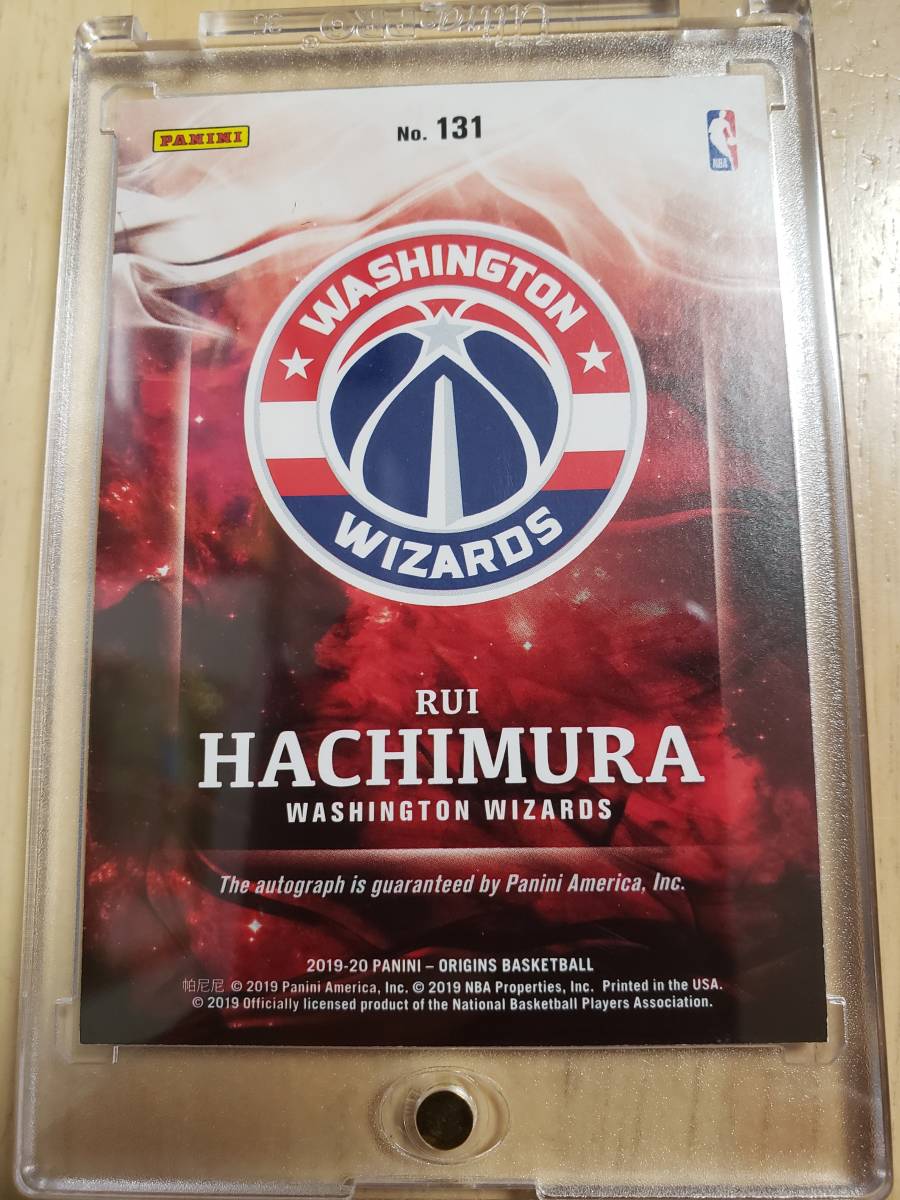 Ultra PRO®
PANINI
No. 131
NBA
WASHINGTON
WIZARDS
RUI
HACHIMURA
WASHINGTON WIZARDS
The autograph is guaranteed by Panini America, Inc.
2019-20 PANINI – ORIGINS BASKETBALL
帕尼尼 © 2019 Panini America, Inc. © 2019 NBA Properties, Inc. Printed in the USA.
© 2019 Officially licensed product of the National Basketball Players Association.